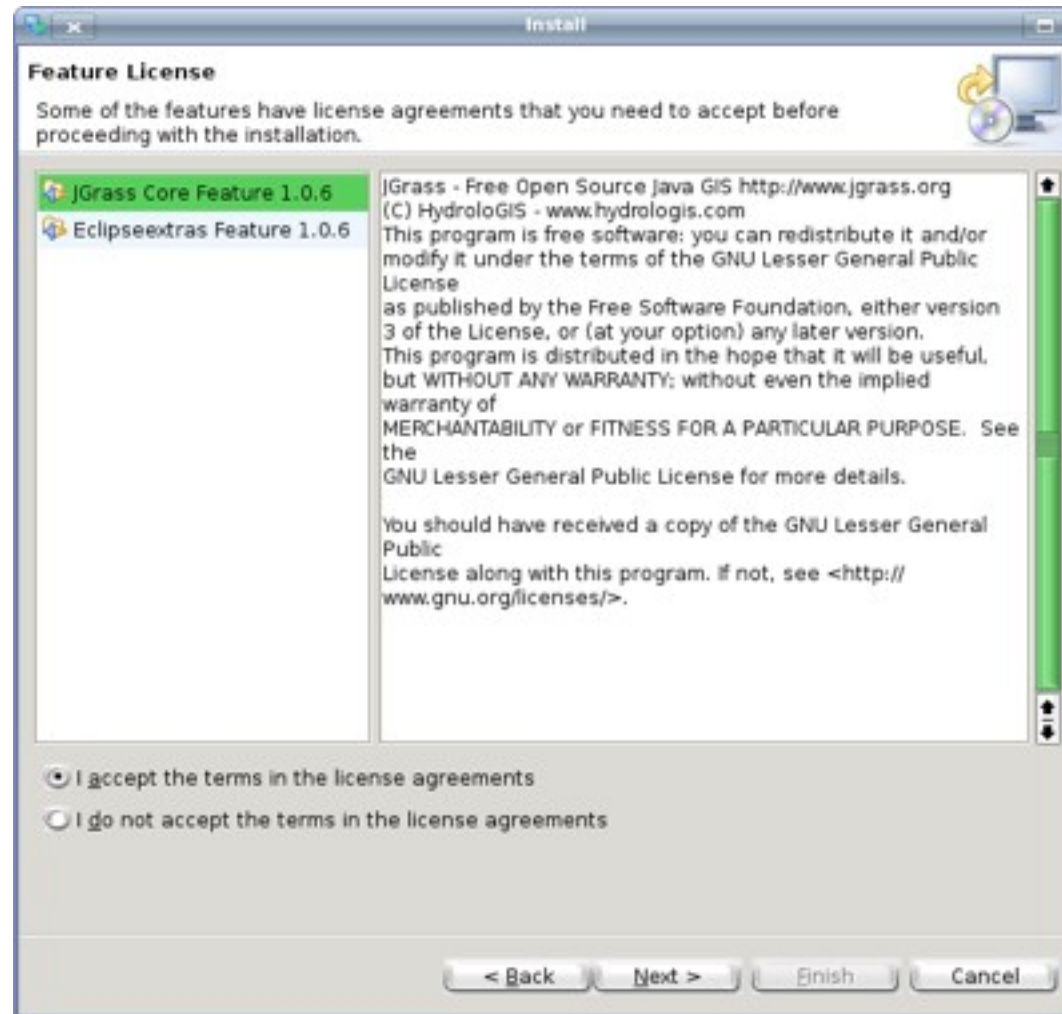 Install
Feature License
Some of the features have license agreements that you need to accept before
proceeding with the installation.
JGrass Core Feature 1.0.6
Eclipseextras Feature 1.0.6
JGrass - Free Open Source Java GIS http://www.jgrass.org
(C) HydroloGIS - www.hydrologis.com
This program is free software: you can redistribute it and/or
modify it under the terms of the GNU Lesser General Public
License
as published by the Free Software Foundation, either version
3 of the License, or (at your option) any later version.
This program is distributed in the hope that it will be useful,
but WITHOUT ANY WARRANTY; without even the implied
warranty of
MERCHANTABILITY or FITNESS FOR A PARTICULAR PURPOSE.  See
the
GNU Lesser General Public License for more details.
You should have received a copy of the GNU Lesser General
Public
License along with this program. If not, see <http://
www.gnu.org/licenses/>.
I accept the terms in the license agreements
I do not accept the terms in the license agreements
< Back
Next >
Finish
Cancel